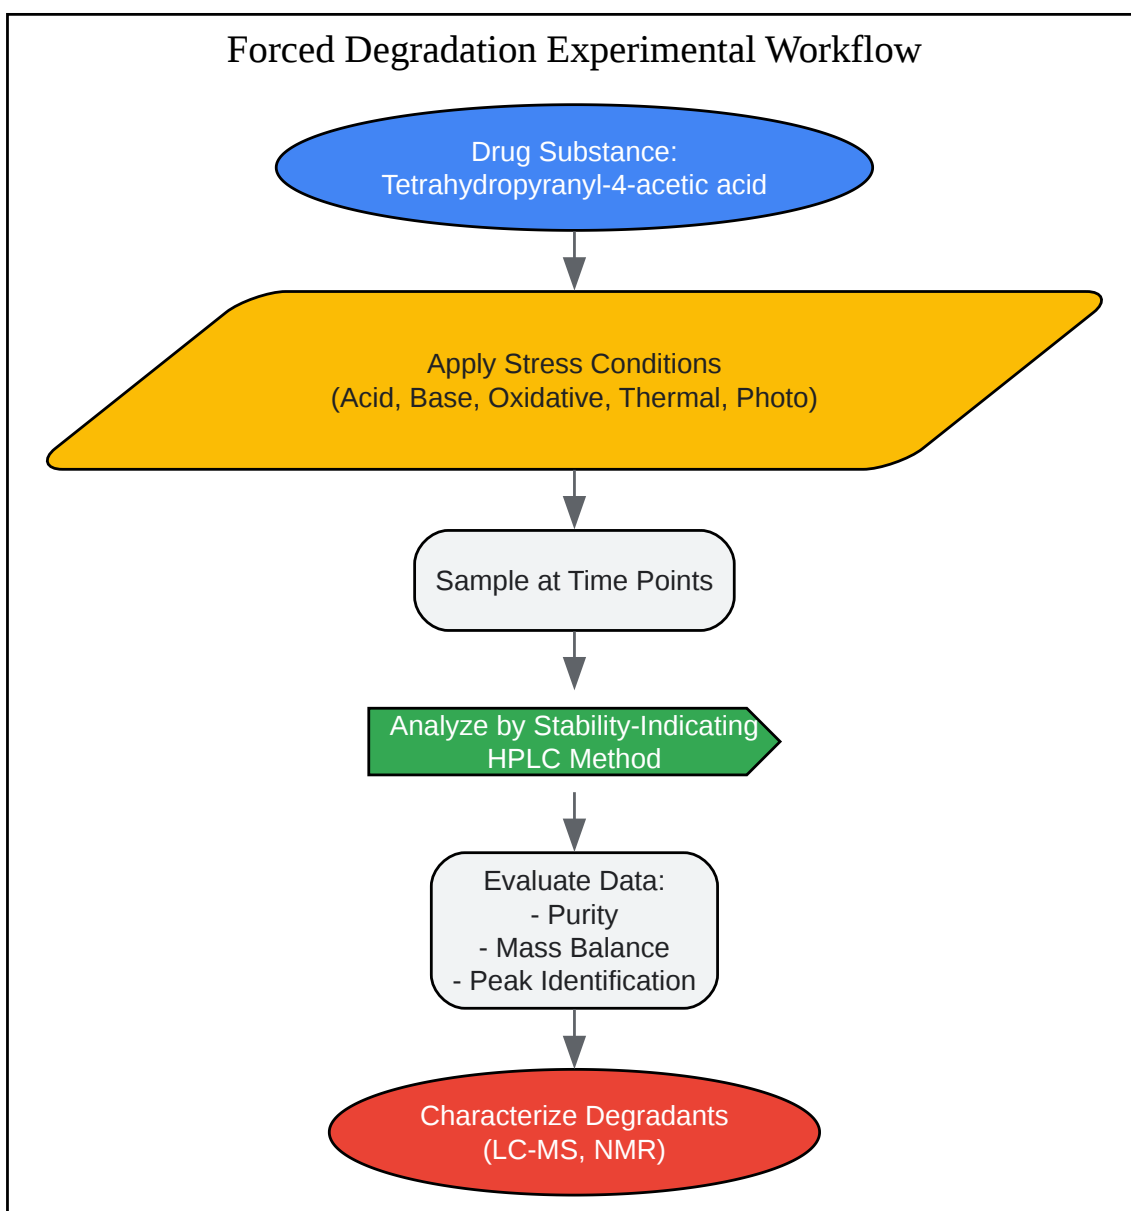 Forced Degradation Experimental Workflow
Drug Substance:
Tetrahydropyranyl-4-acetic acid
Apply Stress Conditions
(Acid, Base, Oxidative, Thermal, Photo)
Sample at Time Points
Analyze by Stability-Indicating
HPLC Method
Evaluate Data:
- Purity
- Mass Balance
- Peak Identification
Characterize Degradants
(LC-MS, NMR)